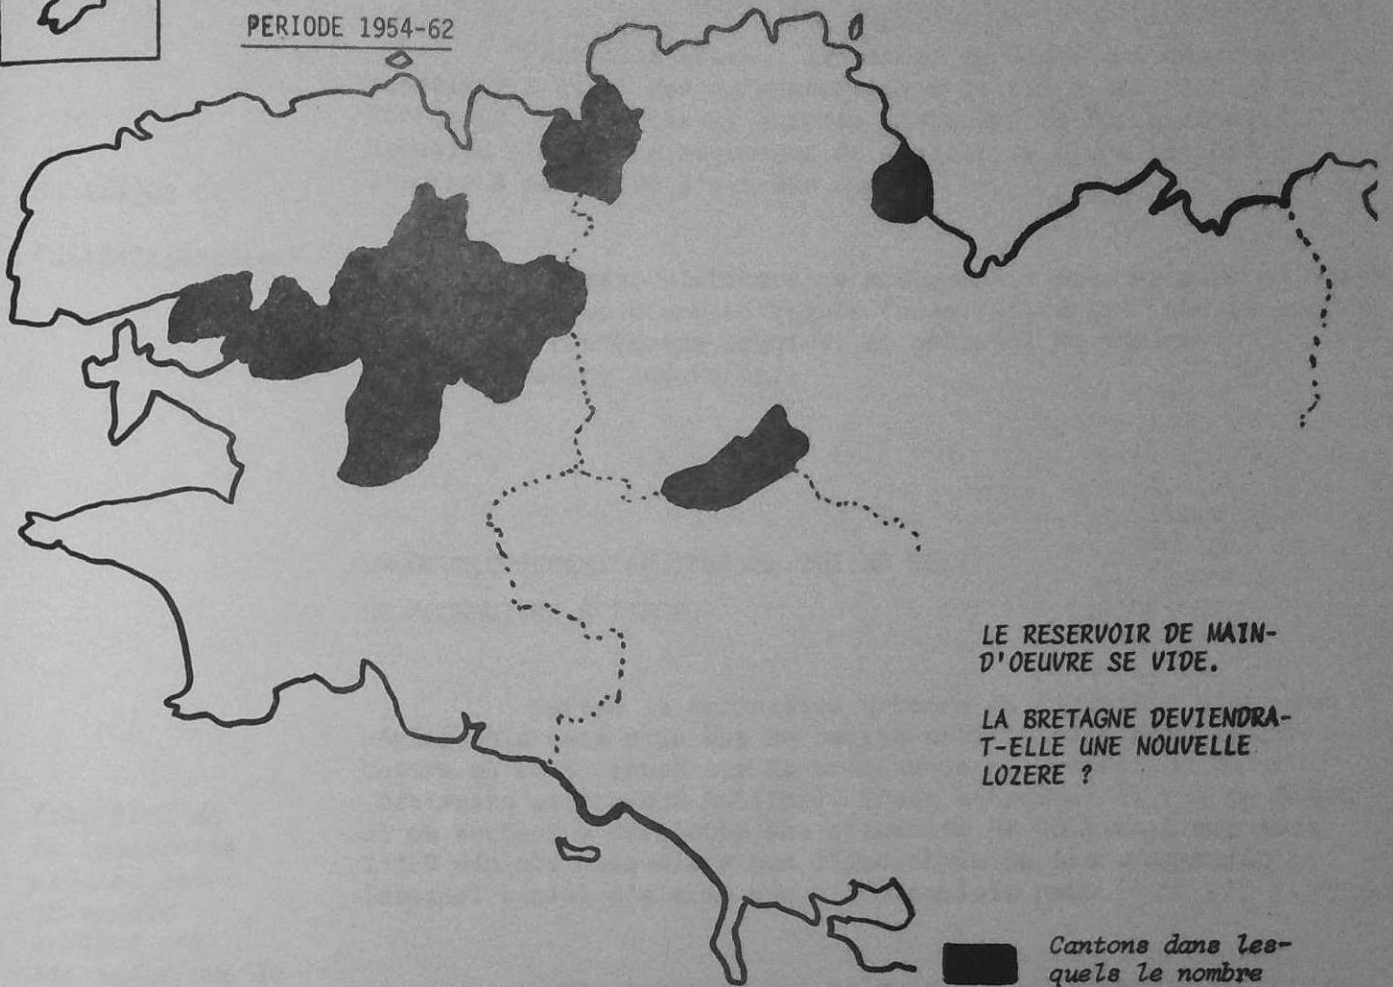 PERIODE 1954-62
LE RESERVOIR DE MAIN-
D'OEUVRE SE VIDE.
LA BRETAGNE DEVIENDRA-
T-ELLE UNE NOUVELLE
LOZERE ?
Cantons dans les-
quels le nombre